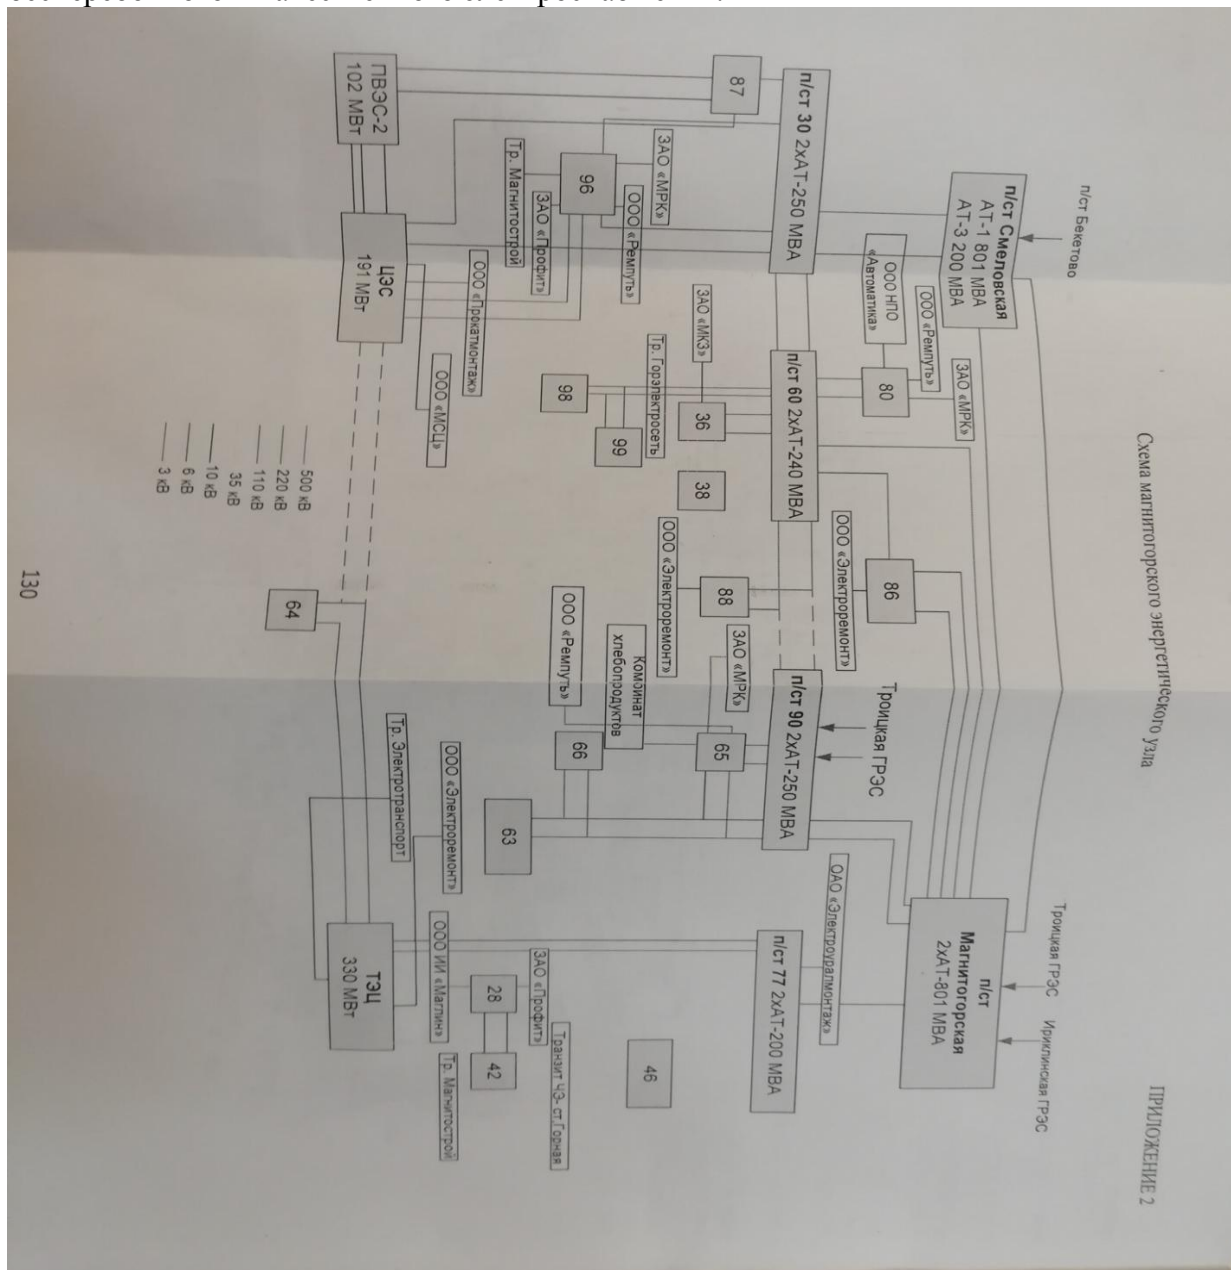 ПРИЛОЖЕНИЕ 2
Схема магнитогорского энергетического узла
п/ст Бекетово
Троицкая ГРЭС
Ириклинская ГРЭС
п/ст Смеловская
АТ-1 801 МВА
АТ-3 200 МВА
п/ст
Магнитогорская
2хАТ-801 МВА
ЗАО «МРК»
ООО «Ремпуть»
ООО НПО
«Автоматика»
80
86
ООО «Электроремонт»
Троицкая ГРЭС
ОАО «Электроуралмонтаж»
п/ст 30 2хАТ-250 МВА
п/ст 60 2хАТ-240 МВА
п/ст 90 2хАТ-250 МВА
п/ст 77 2хАТ-200 МВА
87
ЗАО «МРК»
ООО «Ремпуть»
96
ЗАО «Профит»
Тр. Магнитострой
ЗАО «МКЗ»
36
38
Тр. Горэлектросеть
99
98
88
ООО «Электроремонт»
ЗАО «МРК»
65
Комбинат
хлебопродуктов
66
ООО «Ремпуть»
63
46
Транзит ЧЭ- ст.Горная
ЗАО «Профит»
28
42
ООО ИИ «Маглин»
Тр. Магнитострой
ООО «Прокатмонтаж»
ООО «МСЦ»
ООО «Электроремонт»
Тр. Электротранспорт
ПВЭС-2
102 МВт
ЦЭС
191 МВт
64
ТЭЦ
330 МВт
500 кВ
220 кВ
110 кВ
35 кВ
10 кВ
6 кВ
3 кВ
130